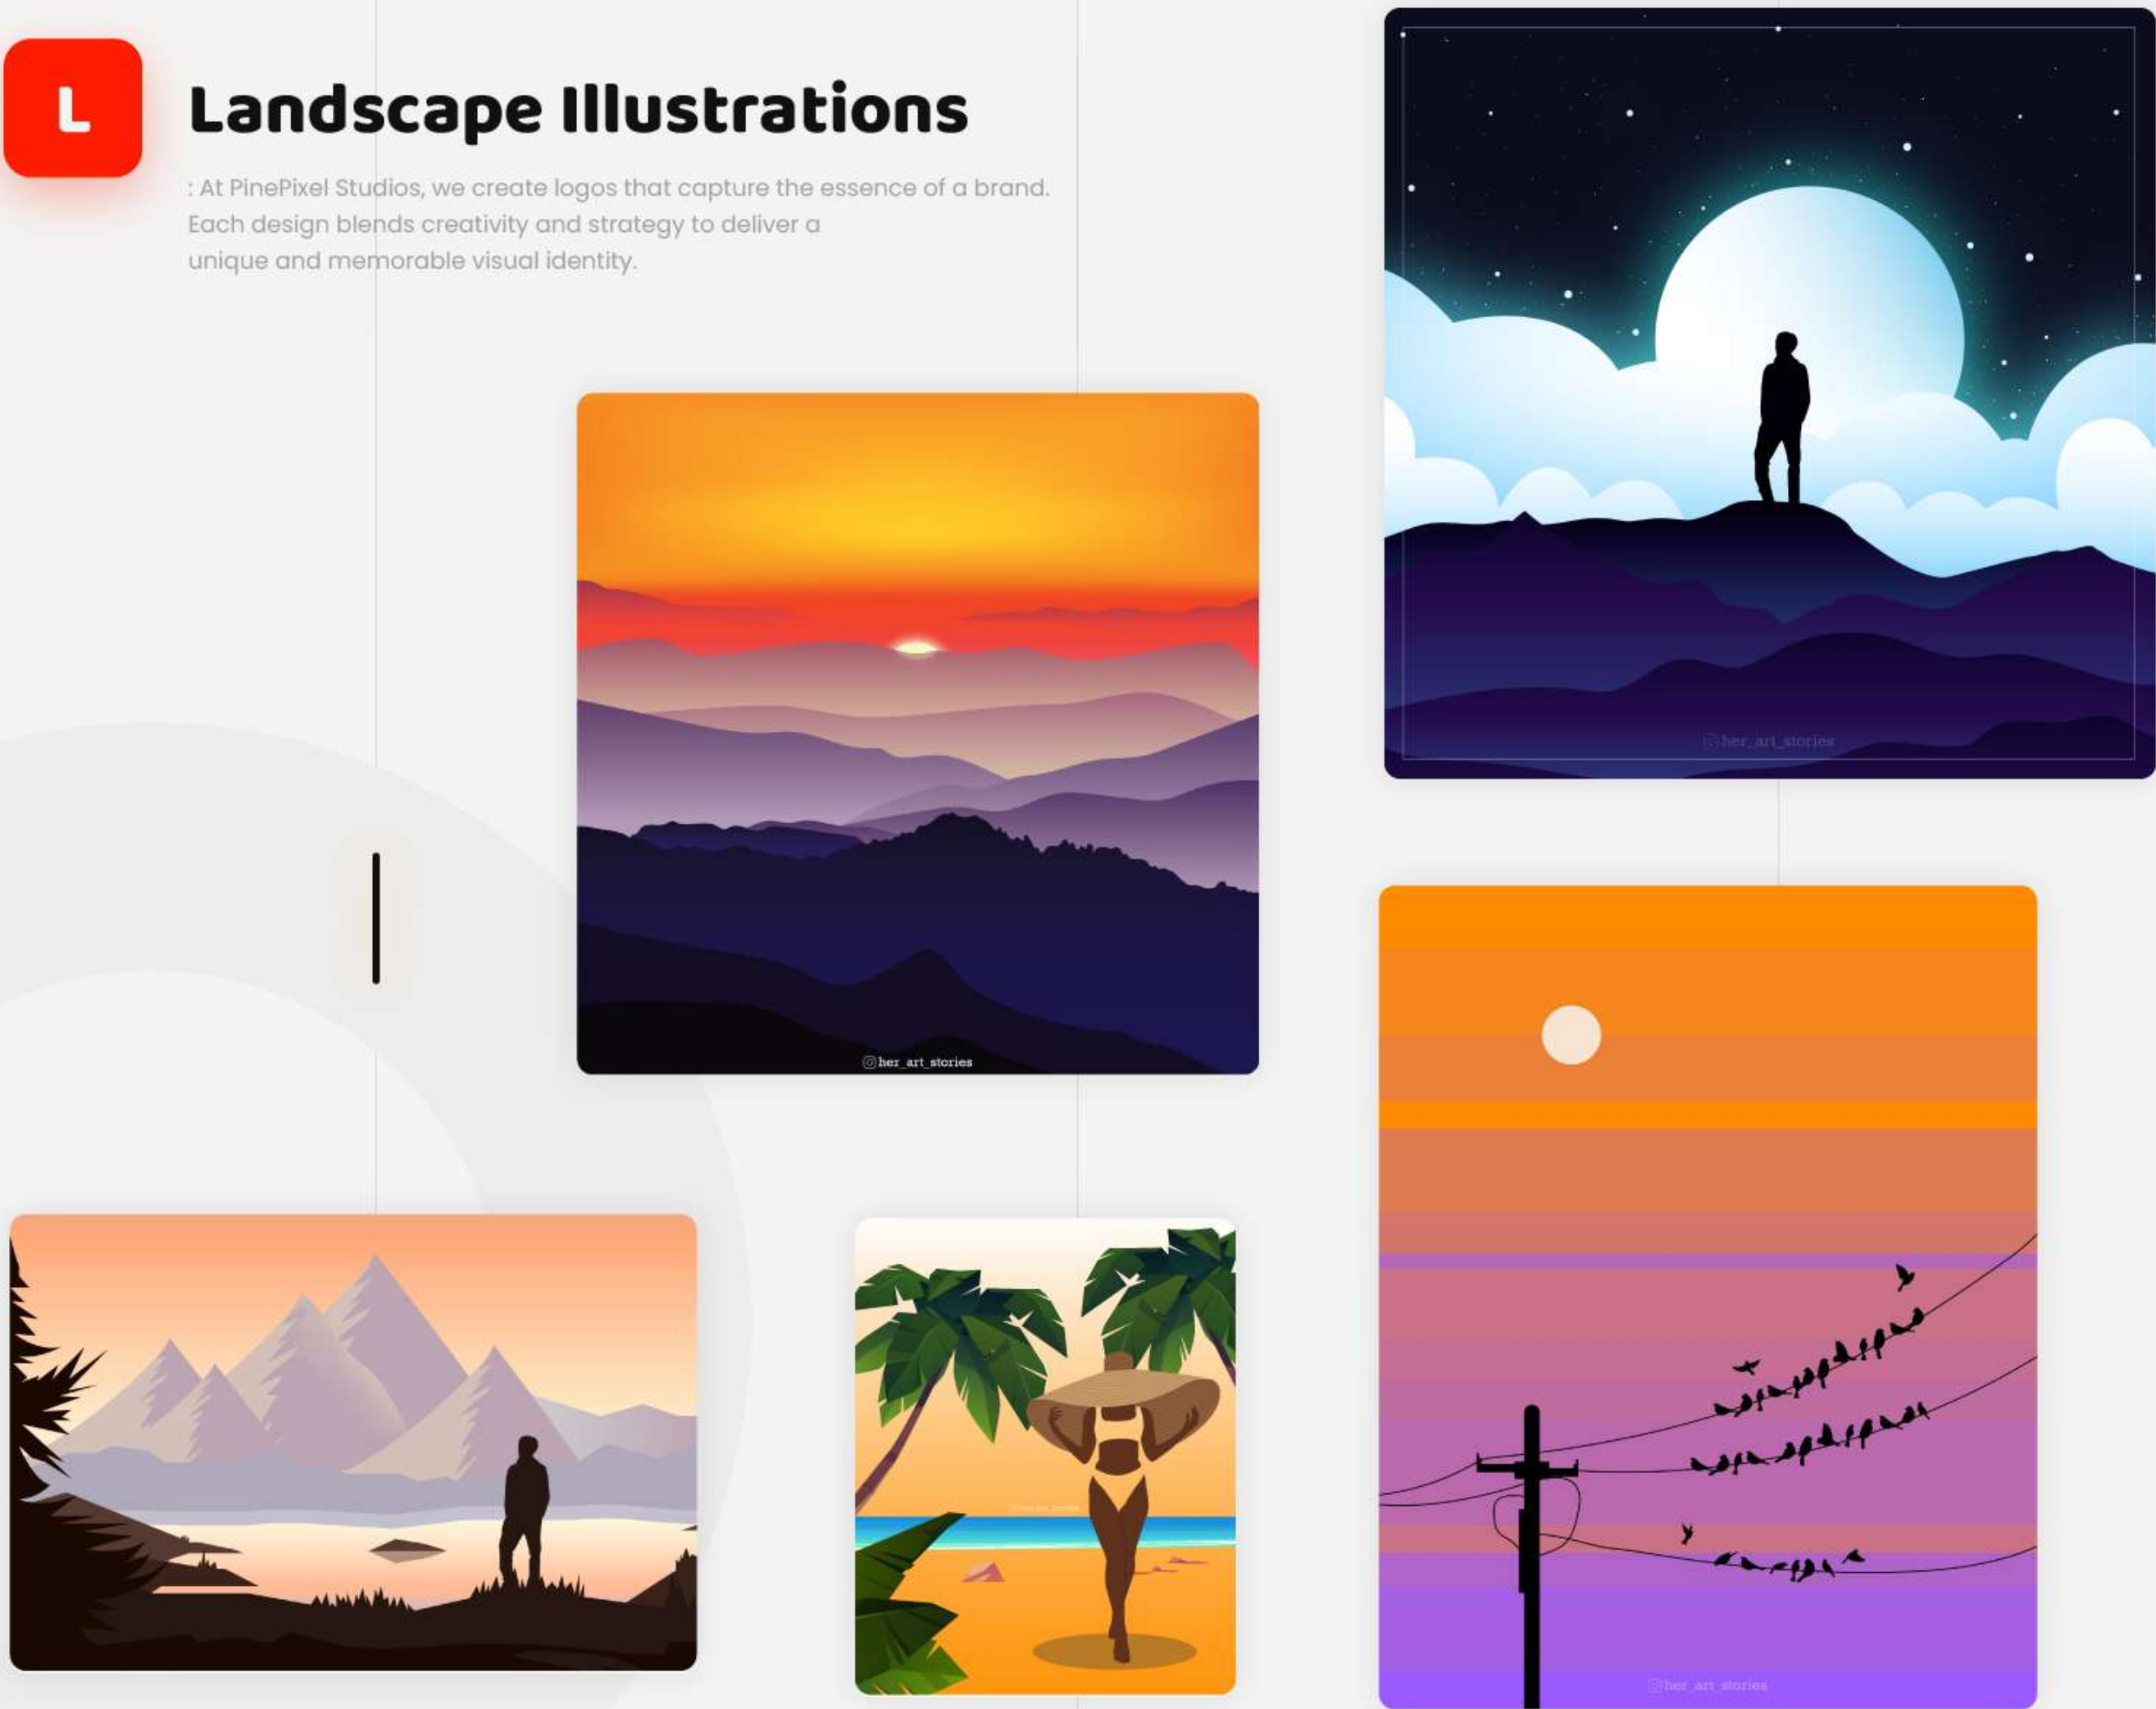 L
Landscape Illustrations
: At PinePixel Studios, we create logos that capture the essence of a brand.
Each design blends creativity and strategy to deliver a
unique and memorable visual identity.
her_art_stories
her_art_stories
her_art_stories